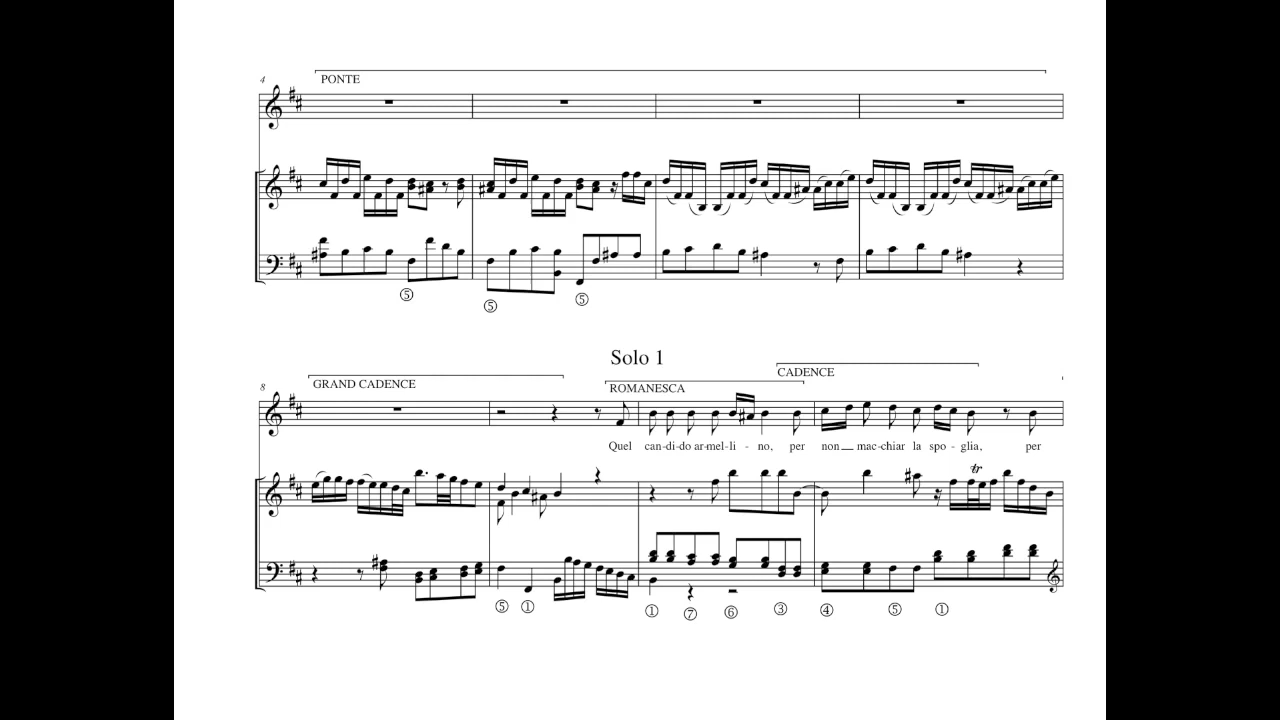 4
PONTE
⑤
⑤ ⑤
Solo 1
8
GRAND CADENCE
ROMANESCA
CADENCE
Quel can-di-do ar-mel-li - no, per non mac-chiar la spo - glia, per
tr
⑤ ① ① ⑦ ⑥ ③ ④ ⑤ ①